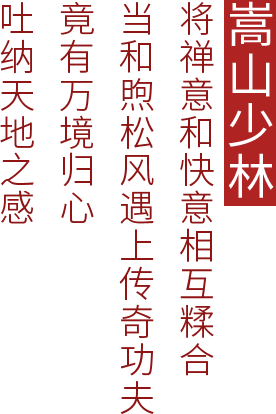 嵩山少林
将禅意和快意相互糅合
当和煦松风遇上传奇功夫
竟有万境归心
吐纳天地之感